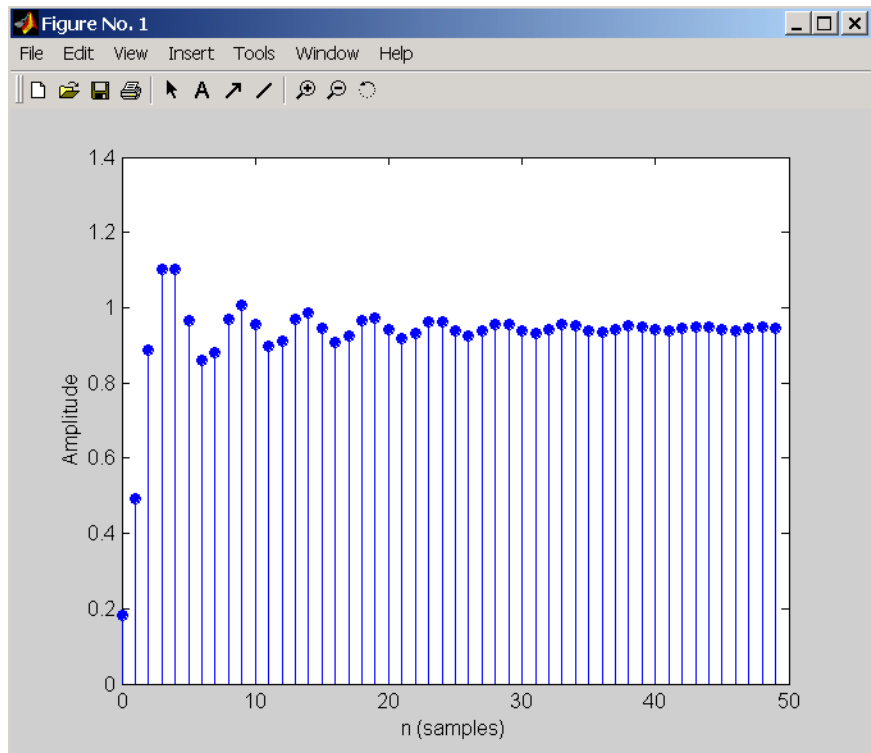 Figure No. 1
File Edit View Insert Tools Window Help
A
1.4
1.2
1
0.8
0.6
0.4
0.2
0
Amplitude
0 10 20 30 40 50
n (samples)